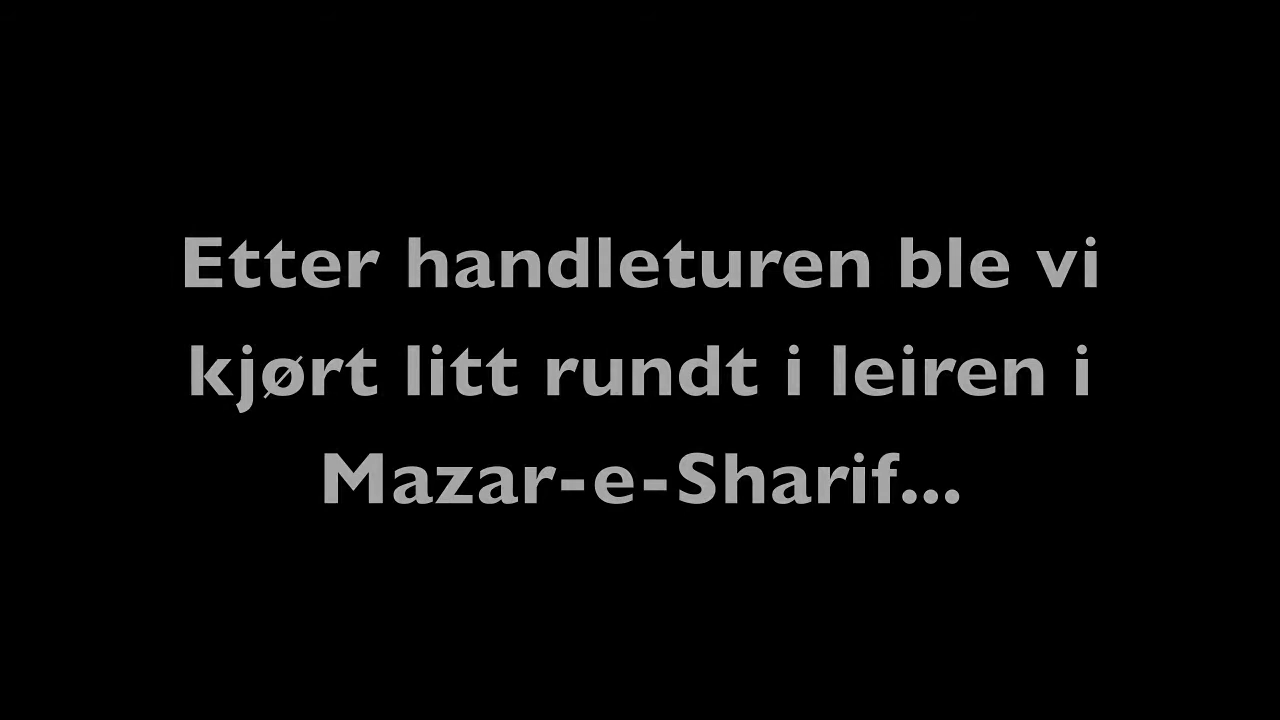 Etter handleturen ble vi
kjørt litt rundt i leiren i
Mazar-e-Sharif...